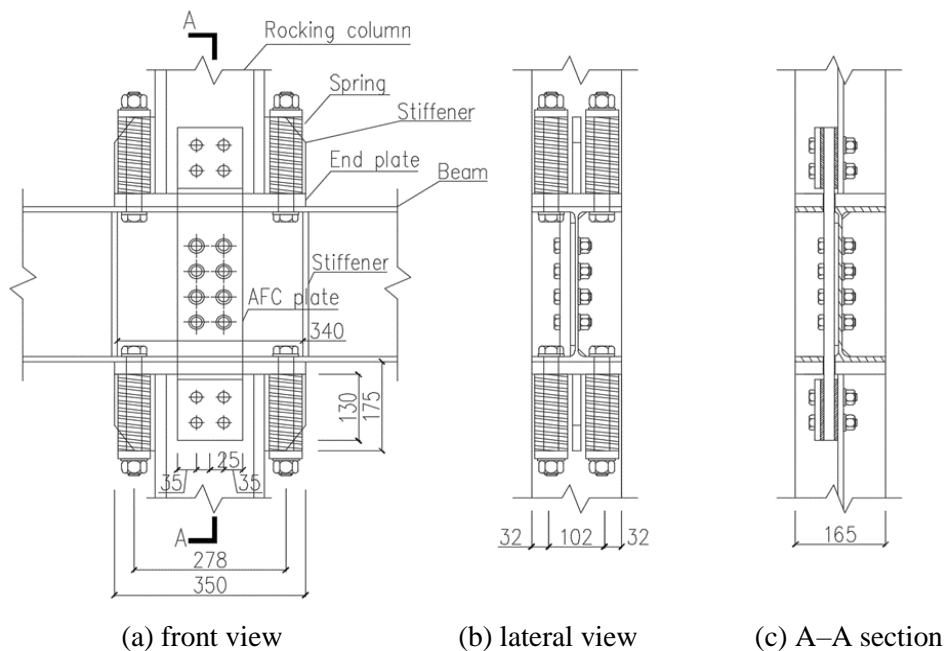 A
Rocking column
Spring
Stiffener
End plate
Beam
Stiffener
AFC plate
340
130
175
25
35
35
A
278
350
32
102
32
165
(a) front view
(b) lateral view
(c) A–A section